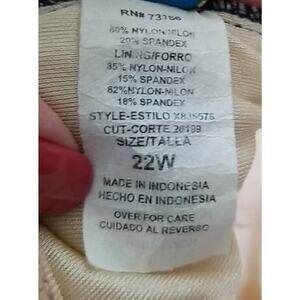 RN# 73166
80% NYLON-NILON
20% SPANDEX
LINING/FORRO
85% NYLON-NILON
15% SPANDEX
82%NYLON-NILON
18% SPANDEX
STYLE-ESTILO
CUT-CORTE
SIZE/TALLA
22W
MADE IN INDONESIA
HECHO EN INDONESIA
OVER FOR CARE
CUIDADO AL REVERSO